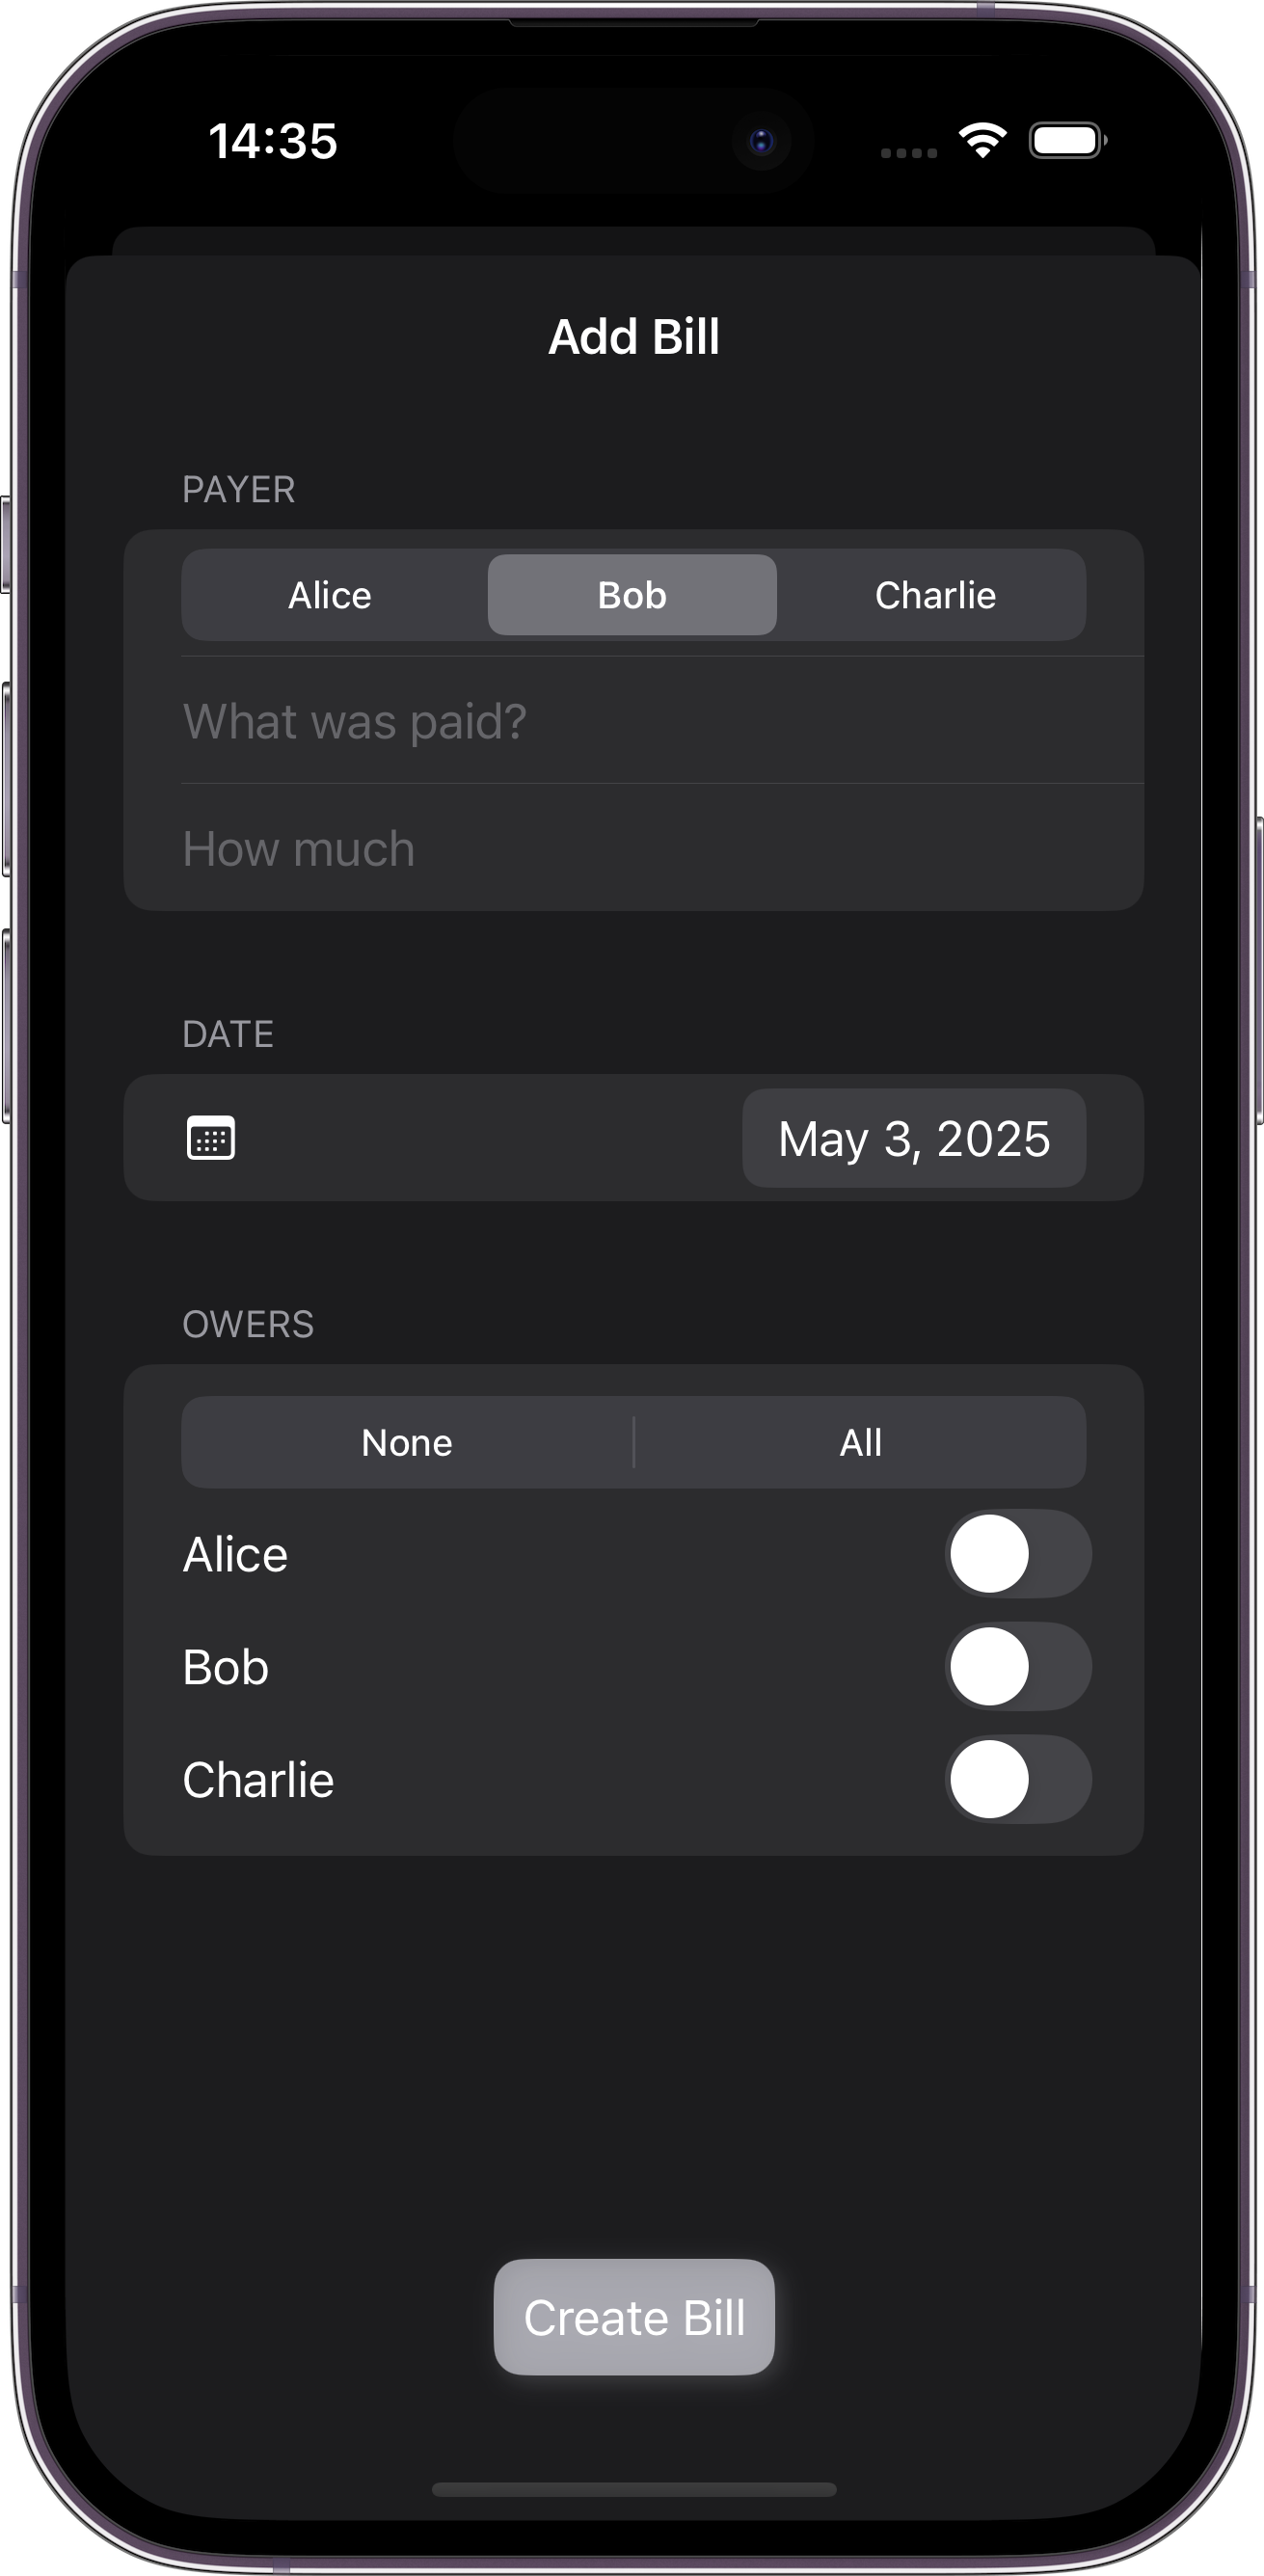 14:35
Add Bill
PAYER
Alice Bob Charlie
What was paid?
How much
DATE
May 3, 2025
OWERS
None All
Alice
Bob
Charlie
Create Bill